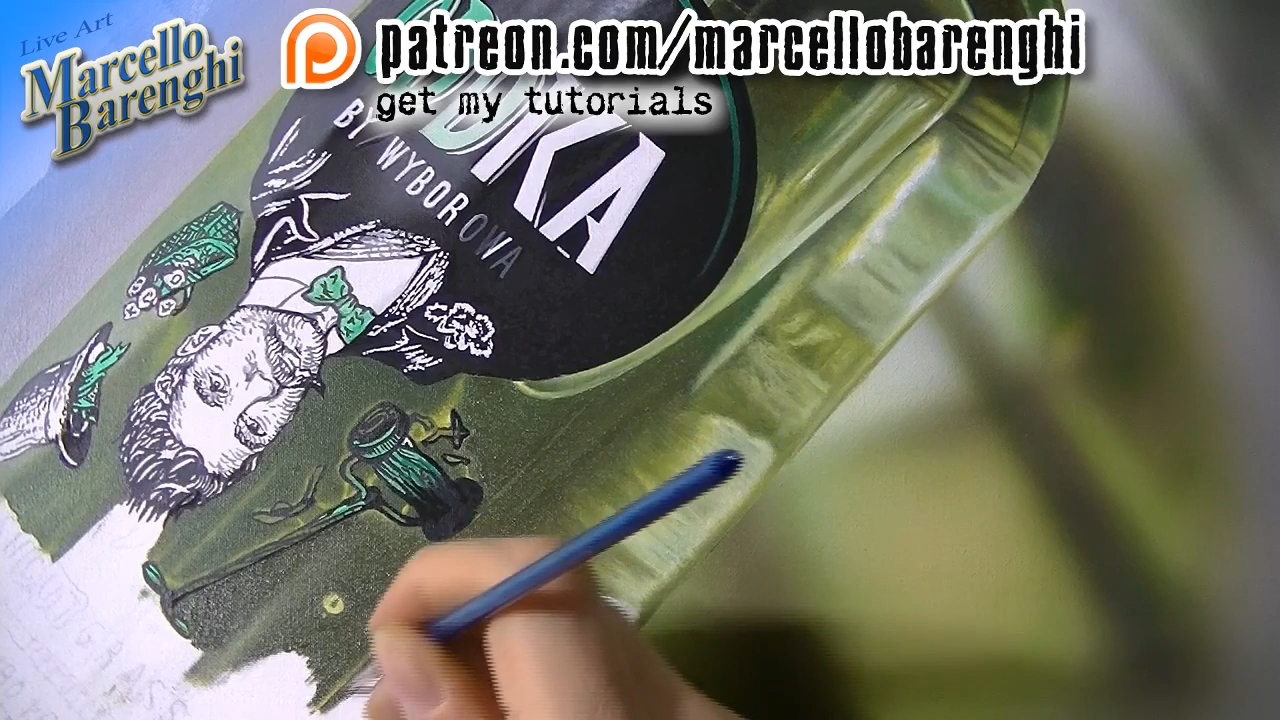 Live Art
Marcello
Barenghi
patreon.com/marcellobarenghi
get my tutorials
DKA
BY WYBOROWA